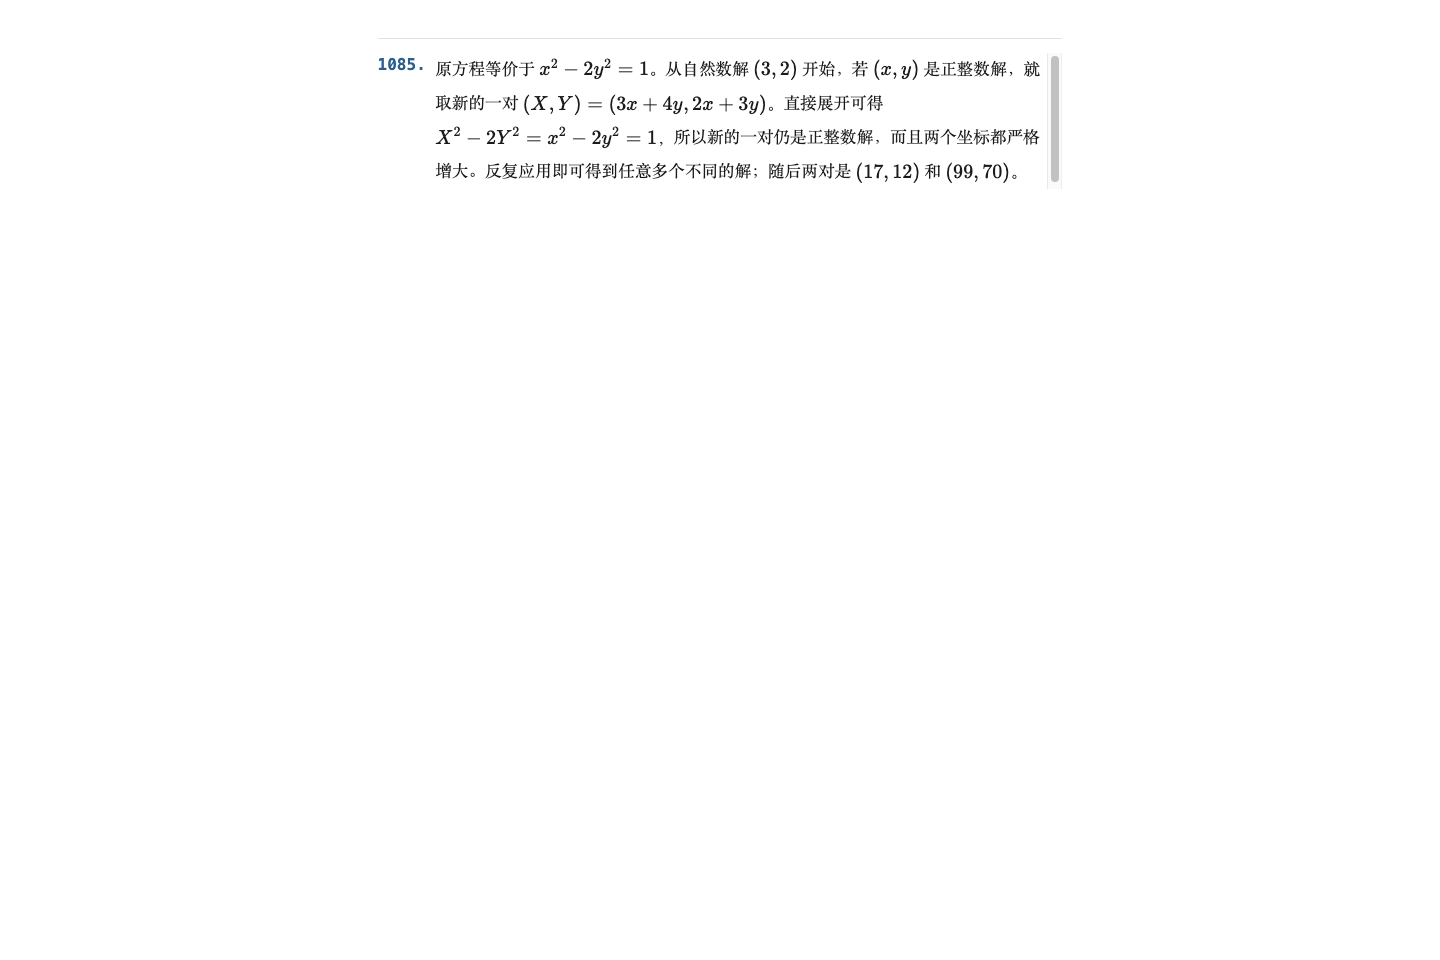 1085. 原方程等价于 x² − 2y² = 1。从自然数解 (3, 2) 开始，若 (x, y) 是正整数解，就
取新的一对 (X, Y) = (3x + 4y, 2x + 3y)。直接展开可得
X² − 2Y² = x² − 2y² = 1，所以新的一对仍是正整数解，而且两个坐标都严格
增大。反复应用即可得到任意多个不同的解；随后两对是 (17, 12) 和 (99, 70)。